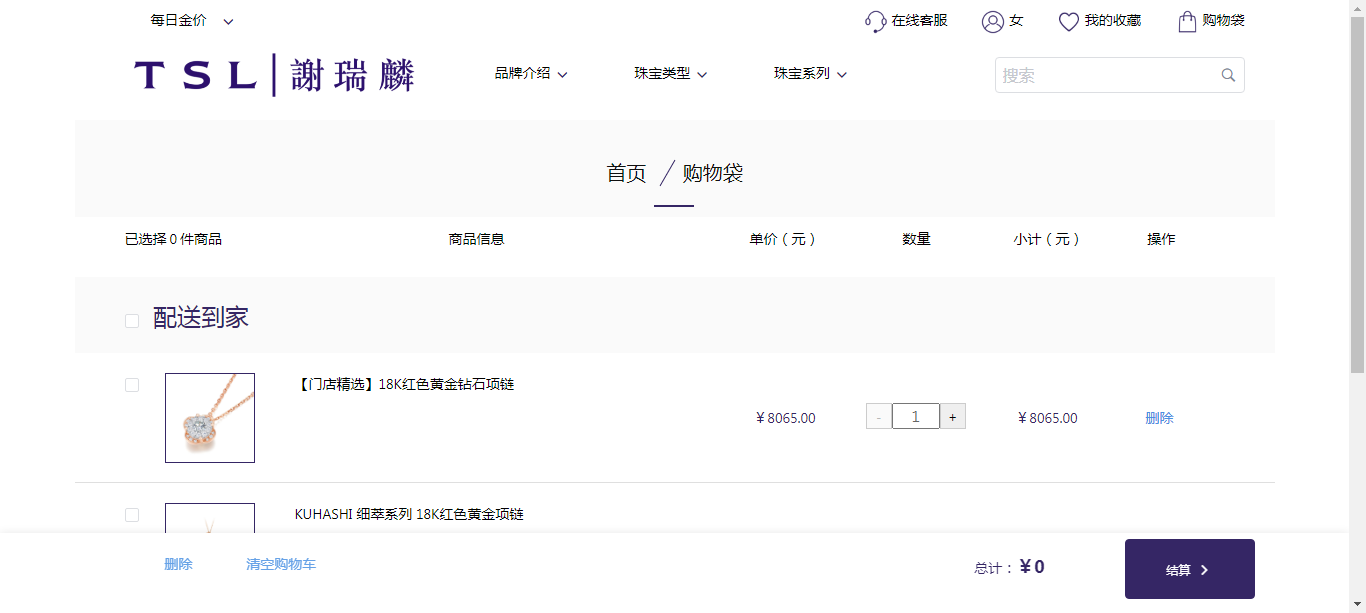 每日金价
在线客服 女 我的收藏 购物袋
TSL 謝瑞麟 品牌介绍 珠宝类型 珠宝系列 搜索
首页 / 购物袋
已选择 0 件商品 商品信息 单价（元） 数量 小计（元） 操作
配送到家
【门店精选】18K红色黄金钻石项链
¥ 8065.00 - 1 + ¥ 8065.00 删除
KUHASHI 细萃系列 18K红色黄金项链
删除 清空购物车 总计： ¥ 0 结算